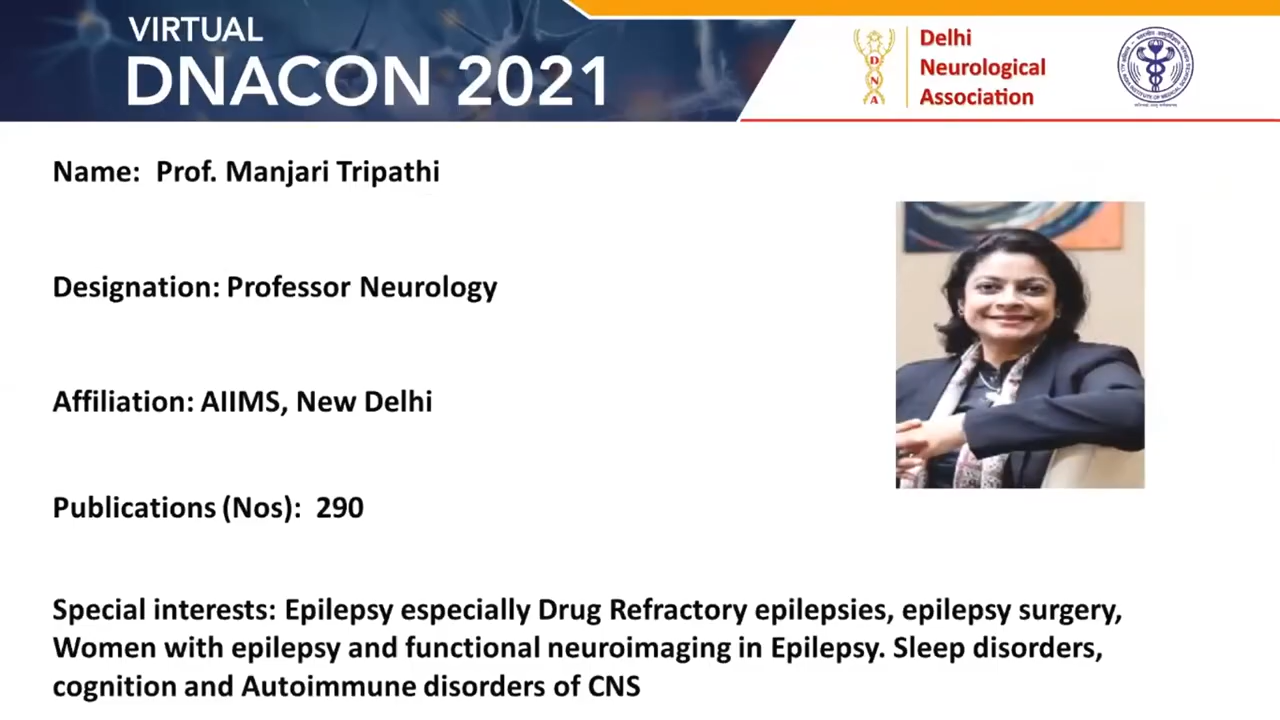 VIRTUAL
DNACON 2021
DNA
Delhi
Neurological
Association
Name: Prof. Manjari Tripathi
Designation: Professor Neurology
Affiliation: AIIMS, New Delhi
Publications (Nos): 290
Special interests: Epilepsy especially Drug Refractory epilepsies, epilepsy surgery,
Women with epilepsy and functional neuroimaging in Epilepsy. Sleep disorders,
cognition and Autoimmune disorders of CNS